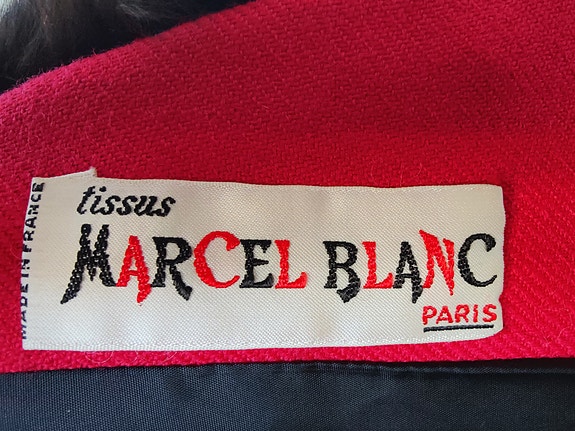 tissus
MARCEL BLANC
PARIS
MADE IN FRANCE